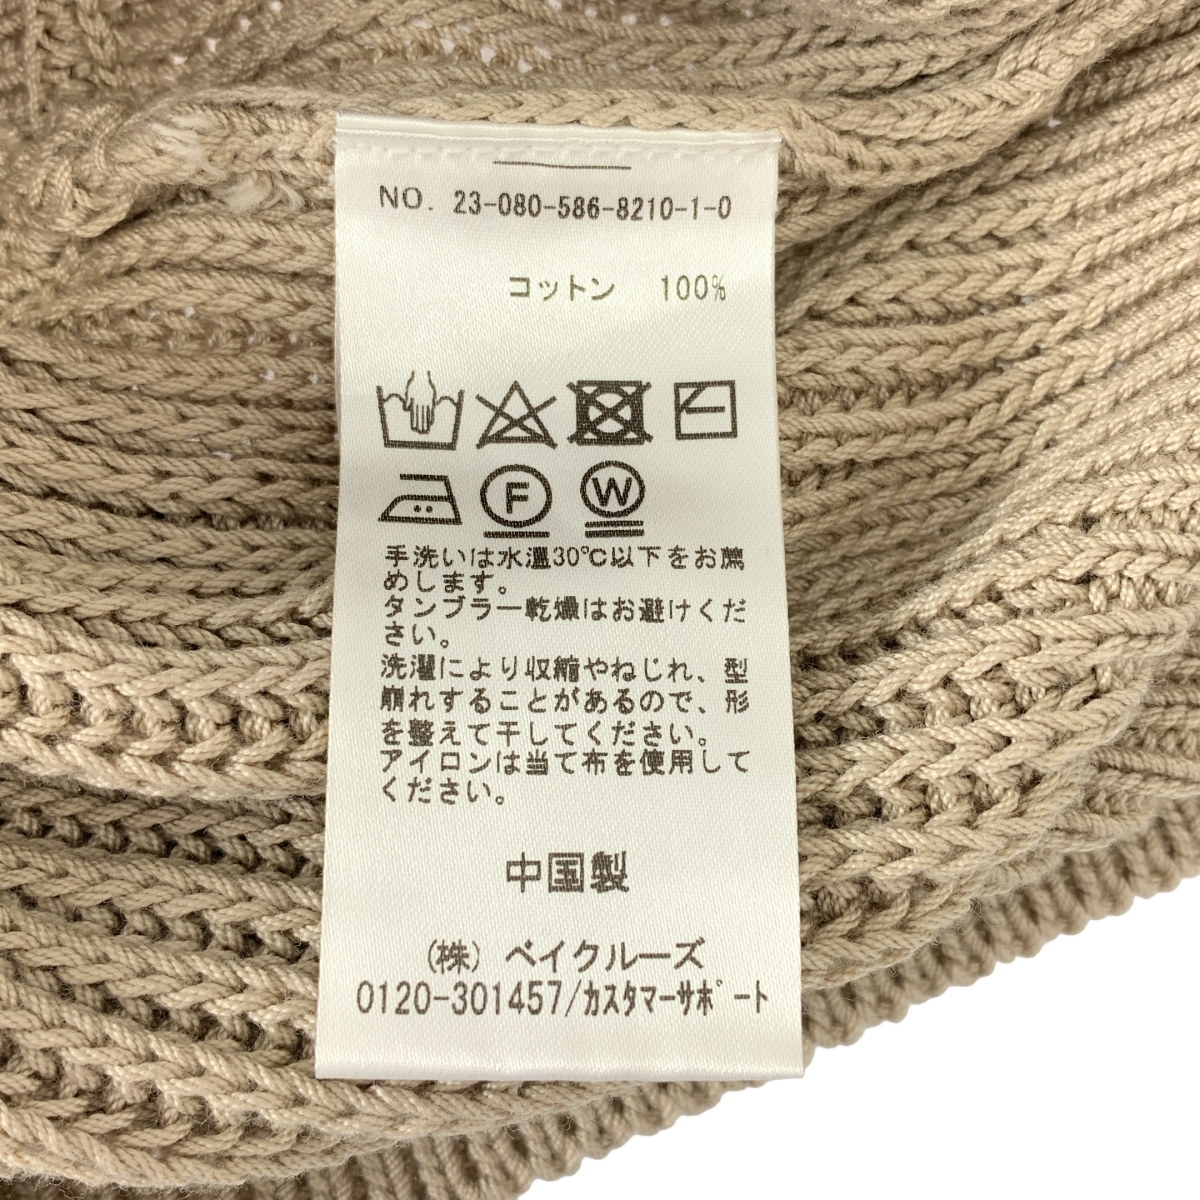 NO. 23-080-586-8210-1-0
コットン 100%
F
W
手洗いは水温30℃以下をお薦
めします。
タンブラー乾燥はお避けくだ
さい。
洗濯により収縮やねじれ、型
崩れすることがあるので、形
を整えて干してください。
アイロンは当て布を使用して
ください。
中国製
(株) ベイクルーズ
0120-301457/カスタマーサポート